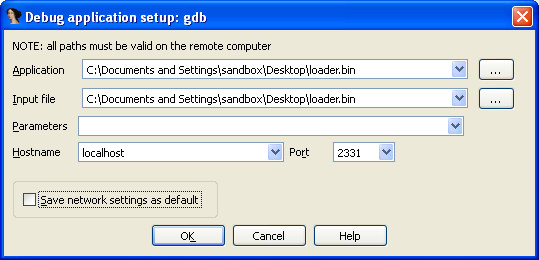 Debug application setup: gdb
NOTE: all paths must be valid on the remote computer
Application C:\Documents and Settings\sandbox\Desktop\loader.bin ...
Input file C:\Documents and Settings\sandbox\Desktop\loader.bin ...
Parameters
Hostname localhost Port 2331
Save network settings as default
OK Cancel Help